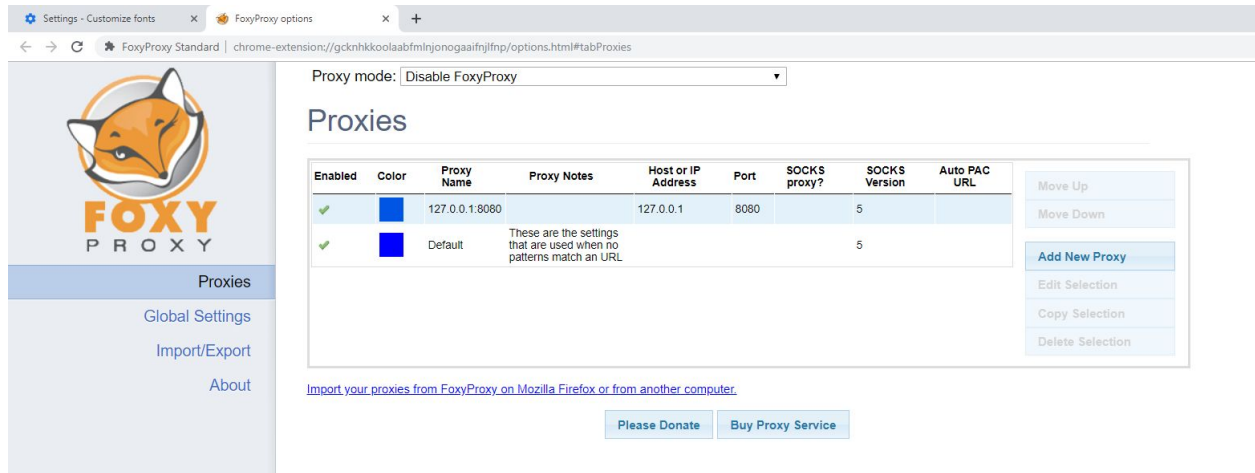 Settings - Customize fonts
FoxyProxy options
FoxyProxy Standard | chrome-extension://gcknhkkoolaabfmlnjonogaaifnjlfnp/options.html#tabProxies
FOXY
PROXY
Proxies
Global Settings
Import/Export
About
Proxy mode: Disable FoxyProxy
Proxies
Enabled Color Proxy Name Proxy Notes Host or IP Address Port SOCKS proxy? SOCKS Version Auto PAC URL
127.0.0.1:8080 127.0.0.1 8080 5
Default These are the settings that are used when no patterns match an URL 5
Move Up
Move Down
Add New Proxy
Edit Selection
Copy Selection
Delete Selection
Import your proxies from FoxyProxy on Mozilla Firefox or from another computer.
Please Donate Buy Proxy Service